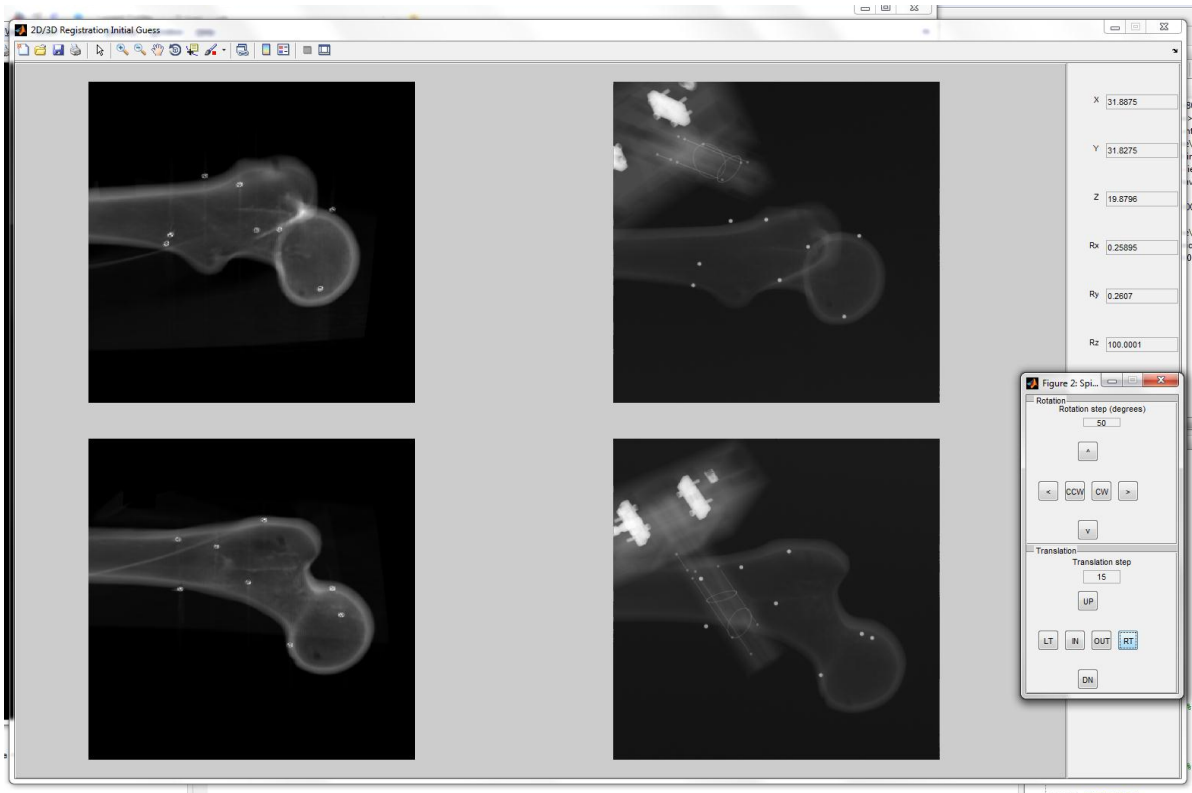 2D/3D Registration Initial Guess
X 31.8875
Y 31.8275
Z 19.8796
Rx 0.25895
Ry 0.2607
Rz 100.0001
Figure 2: Spi...
Rotation
Rotation step (degrees)
50
^
< CCW CW >
v
Translation
Translation step
15
UP
LT IN OUT RT
DN